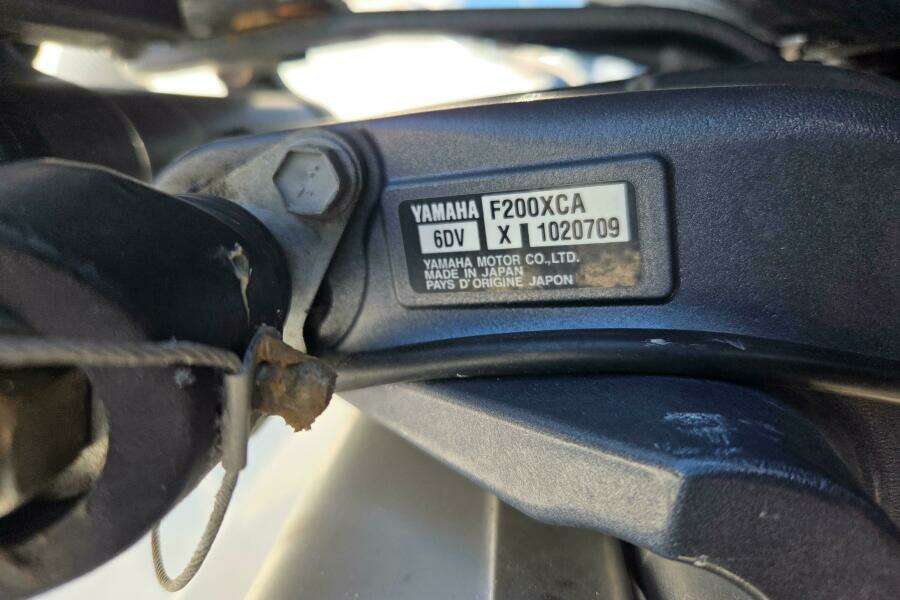 YAMAHA F200XCA
6DV X 1020709
YAMAHA MOTOR CO.,LTD.
MADE IN JAPAN
PAYS D'ORIGINE JAPON